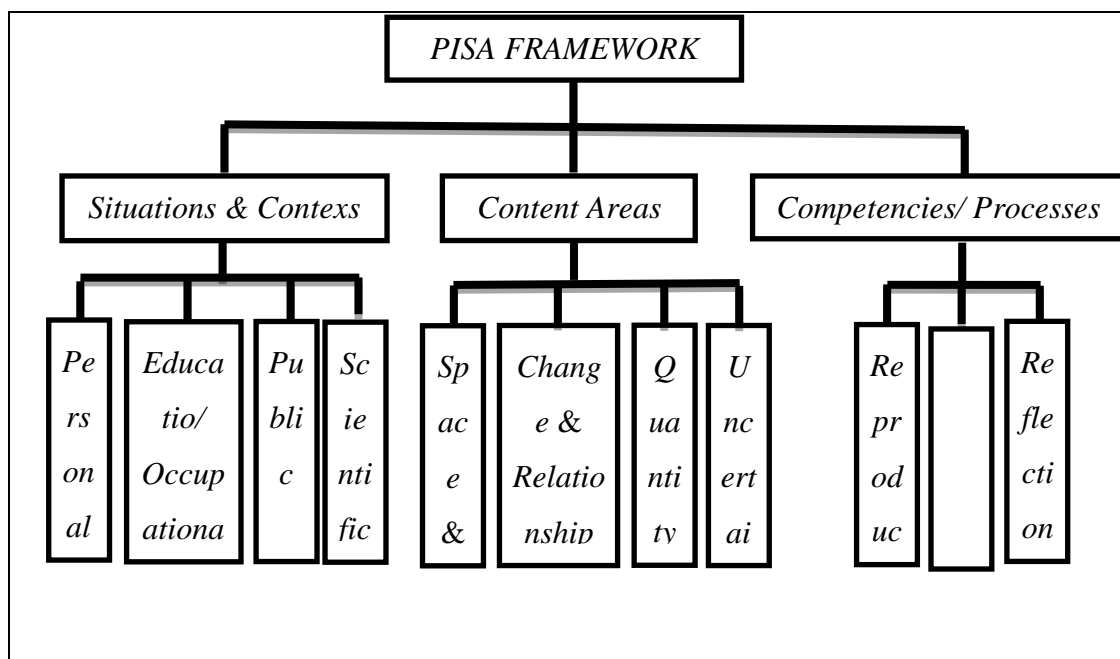 PISA FRAMEWORK
Situations & Contexs
Content Areas
Competencies/ Processes
Pe
rs
on
al
Educa
tio/
Occup
ationa
Pu
bli
c
Sc
ie
nti
fic
Sp
ac
e
&
Chang
e &
Relatio
nship
Q
ua
nti
ty
U
nc
ert
ai
Re
pr
od
uc
Re
fle
cti
on